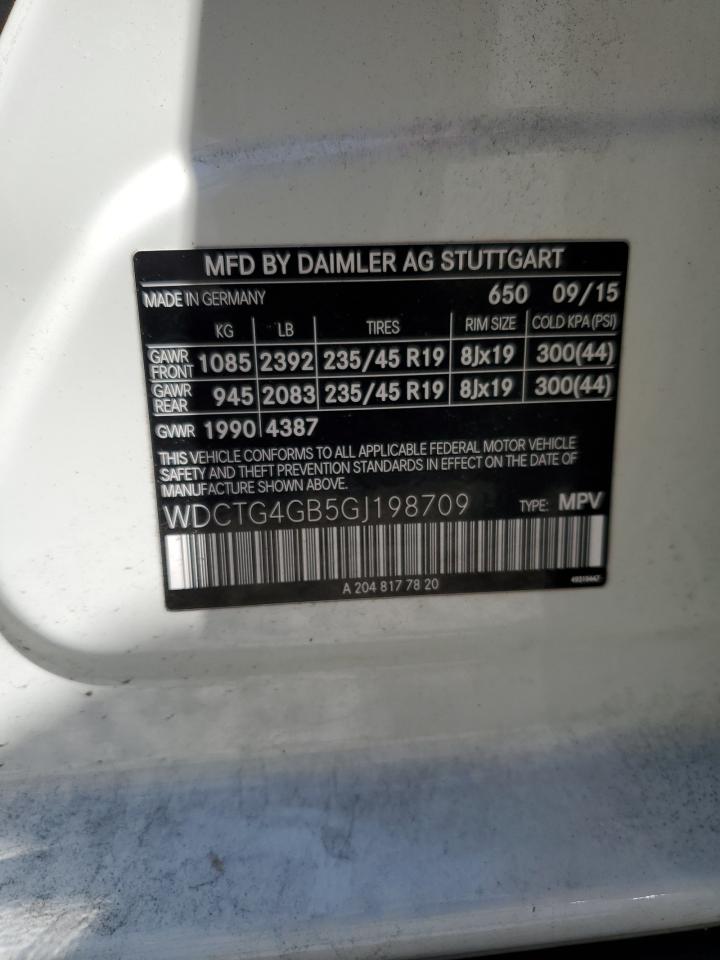 MFD BY DAIMLER AG STUTTGART
MADE IN GERMANY 650 09/15
KG LB TIRES RIM SIZE COLD KPA (PSI)
GAWR FRONT 1085 2392 235/45 R19 8Jx19 300(44)
GAWR REAR 945 2083 235/45 R19 8Jx19 300(44)
GVWR 1990 4387
THIS VEHICLE CONFORMS TO ALL APPLICABLE FEDERAL MOTOR VEHICLE
SAFETY AND THEFT PREVENTION STANDARDS IN EFFECT ON THE DATE OF
MANUFACTURE SHOWN ABOVE.
WDCTG4GB5GJ198709 TYPE: MPV
A 204 817 78 20